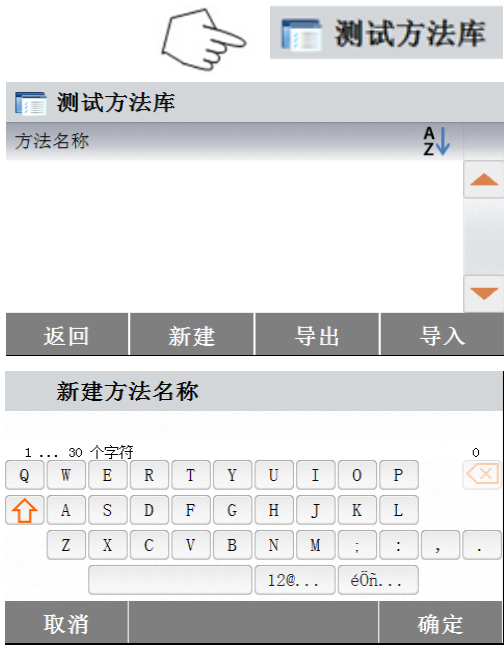 测试方法库
测试方法库
方法名称
A
Z
返回 新建 导出 导入
新建方法名称
1 ... 30 个字符 0
Q W E R T Y U I O P
A S D F G H J K L
Z X C V B N M ; : , .
12@... éÖñ...
取消 确定